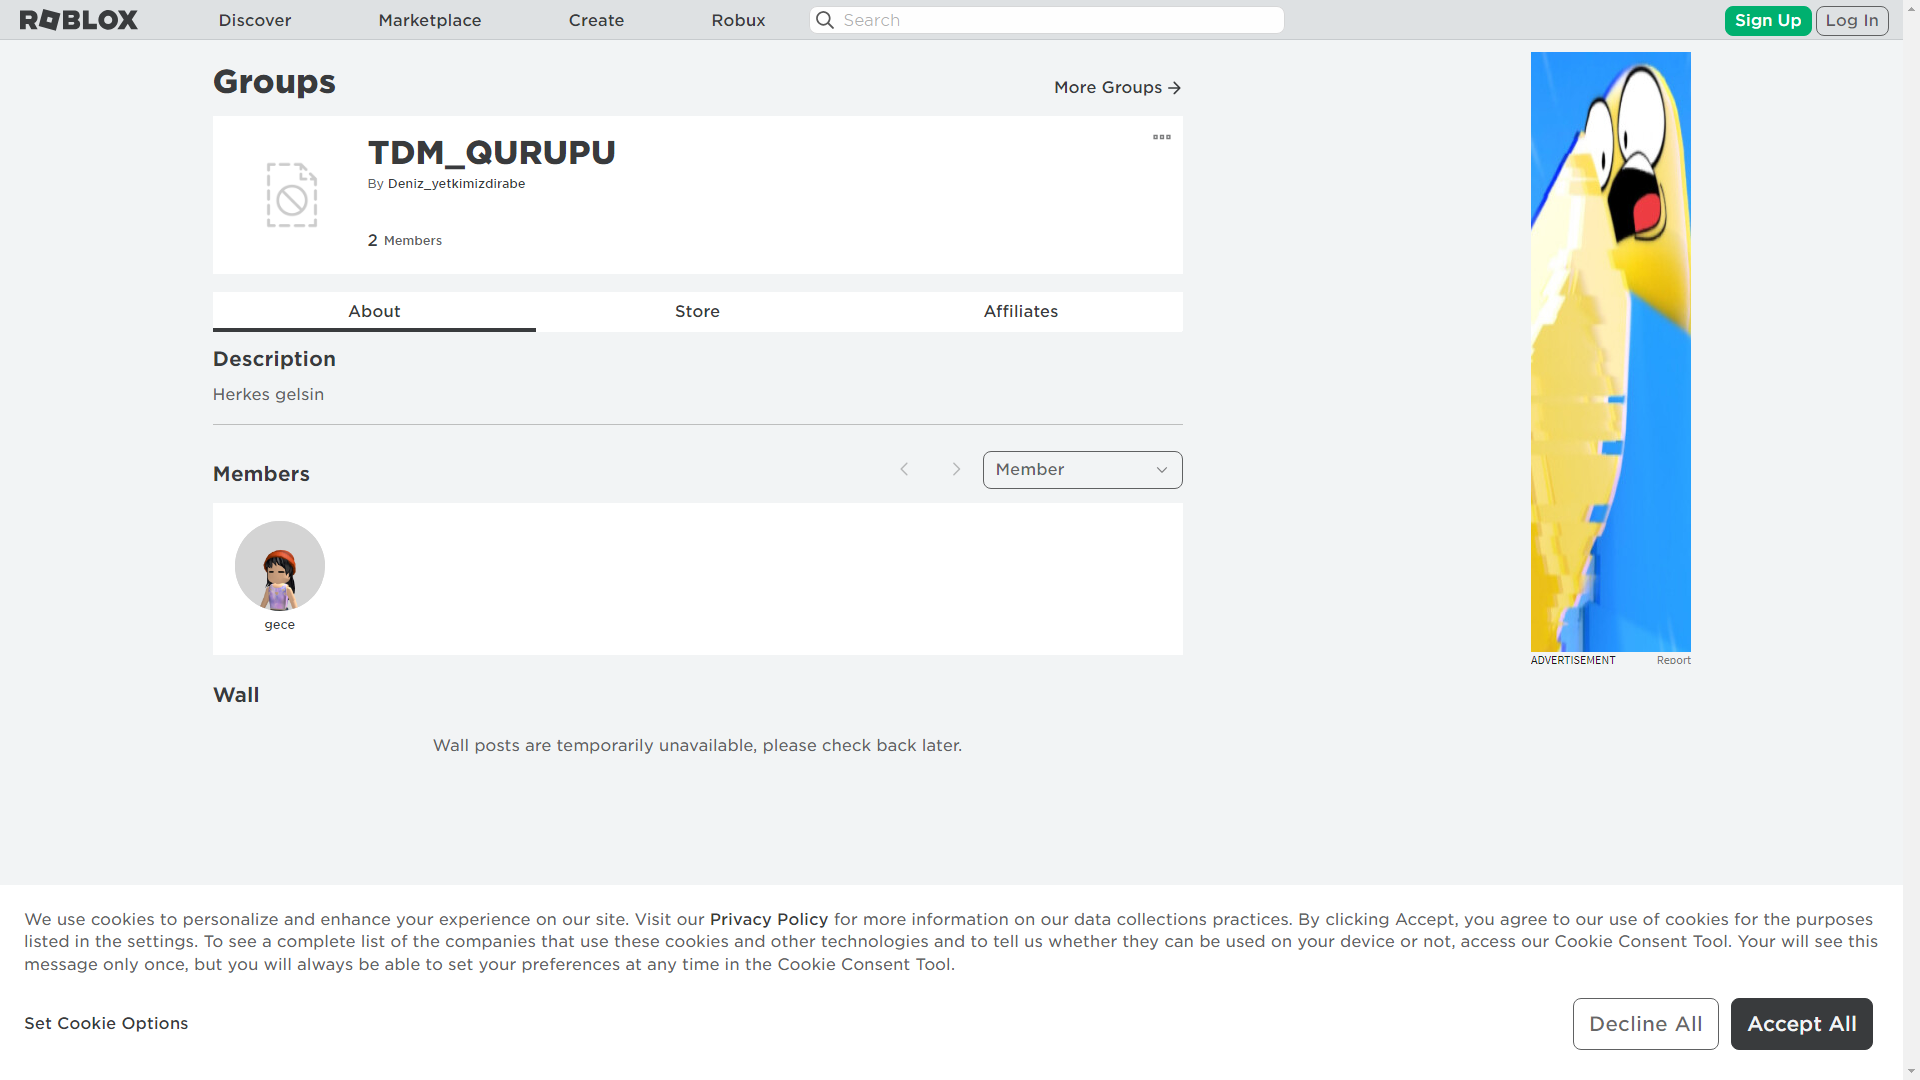 ROBLOX
Discover
Marketplace
Create
Robux
Search
Sign Up
Log In
Groups
More Groups
TDM_QURUPU
By Deniz_yetkimizdirabe
2 Members
About
Store
Affiliates
Description
Herkes gelsin
Members
Member
gece
ADVERTISEMENT
Report
Wall
Wall posts are temporarily unavailable, please check back later.
We use cookies to personalize and enhance your experience on our site. Visit our Privacy Policy for more information on our data collections practices. By clicking Accept, you agree to our use of cookies for the purposes
listed in the settings. To see a complete list of the companies that use these cookies and other technologies and to tell us whether they can be used on your device or not, access our Cookie Consent Tool. Your will see this
message only once, but you will always be able to set your preferences at any time in the Cookie Consent Tool.
Set Cookie Options
Decline All
Accept All